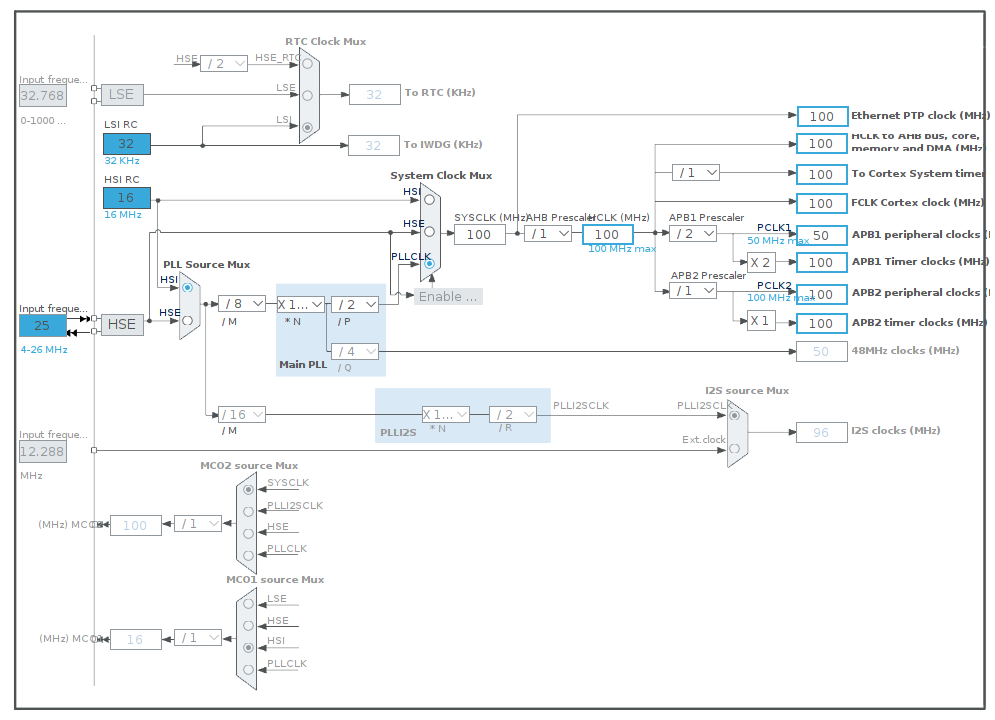 RTC Clock Mux
HSE
/ 2
HSE_RTC
Input freque...
32.768
LSE
LSE
32
To RTC (KHz)
0-1000 ...
LSI RC
32
LSI
32
To IWDG (KHz)
32 KHz
Ethernet PTP clock (MHz)
100
HCLK to AHB bus, core,
memory and DMA (MHz)
100
HSI RC
16
16 MHz
System Clock Mux
HSI
/ 1
100
To Cortex System timer
100
FCLK Cortex clock (MHz)
HSE
SYSCLK (MHz)
100
AHB Prescaler
/ 1
HCLK (MHz)
100
100 MHz max
APB1 Prescaler
/ 2
PCLK1
50 MHz max
50
APB1 peripheral clocks (
PLL Source Mux
PLLCLK
X 2
100
APB1 Timer clocks (MHz)
HSI
APB2 Prescaler
/ 1
PCLK2
100 MHz max
100
APB2 peripheral clocks (
Enable ...
/ 8
X 1...
/ 2
/ M
* N
/ P
Input freque...
25
HSE
HSE
X 1
100
APB2 timer clocks (MHz)
4-26 MHz
/ 4
50
48MHz clocks (MHz)
Main PLL
/ Q
I2S source Mux
/ 16
X 1...
/ 2
PLLI2SCLK
PLLI2SCLK
/ M
PLLI2S
* N
/ R
96
I2S clocks (MHz)
Input freque...
12.288
Ext.clock
MHz
MCO2 source Mux
SYSCLK
PLLI2SCLK
(MHz)
100
/ 1
HSE
PLLCLK
MCO1 source Mux
LSE
HSE
(MHz)
16
/ 1
HSI
PLLCLK